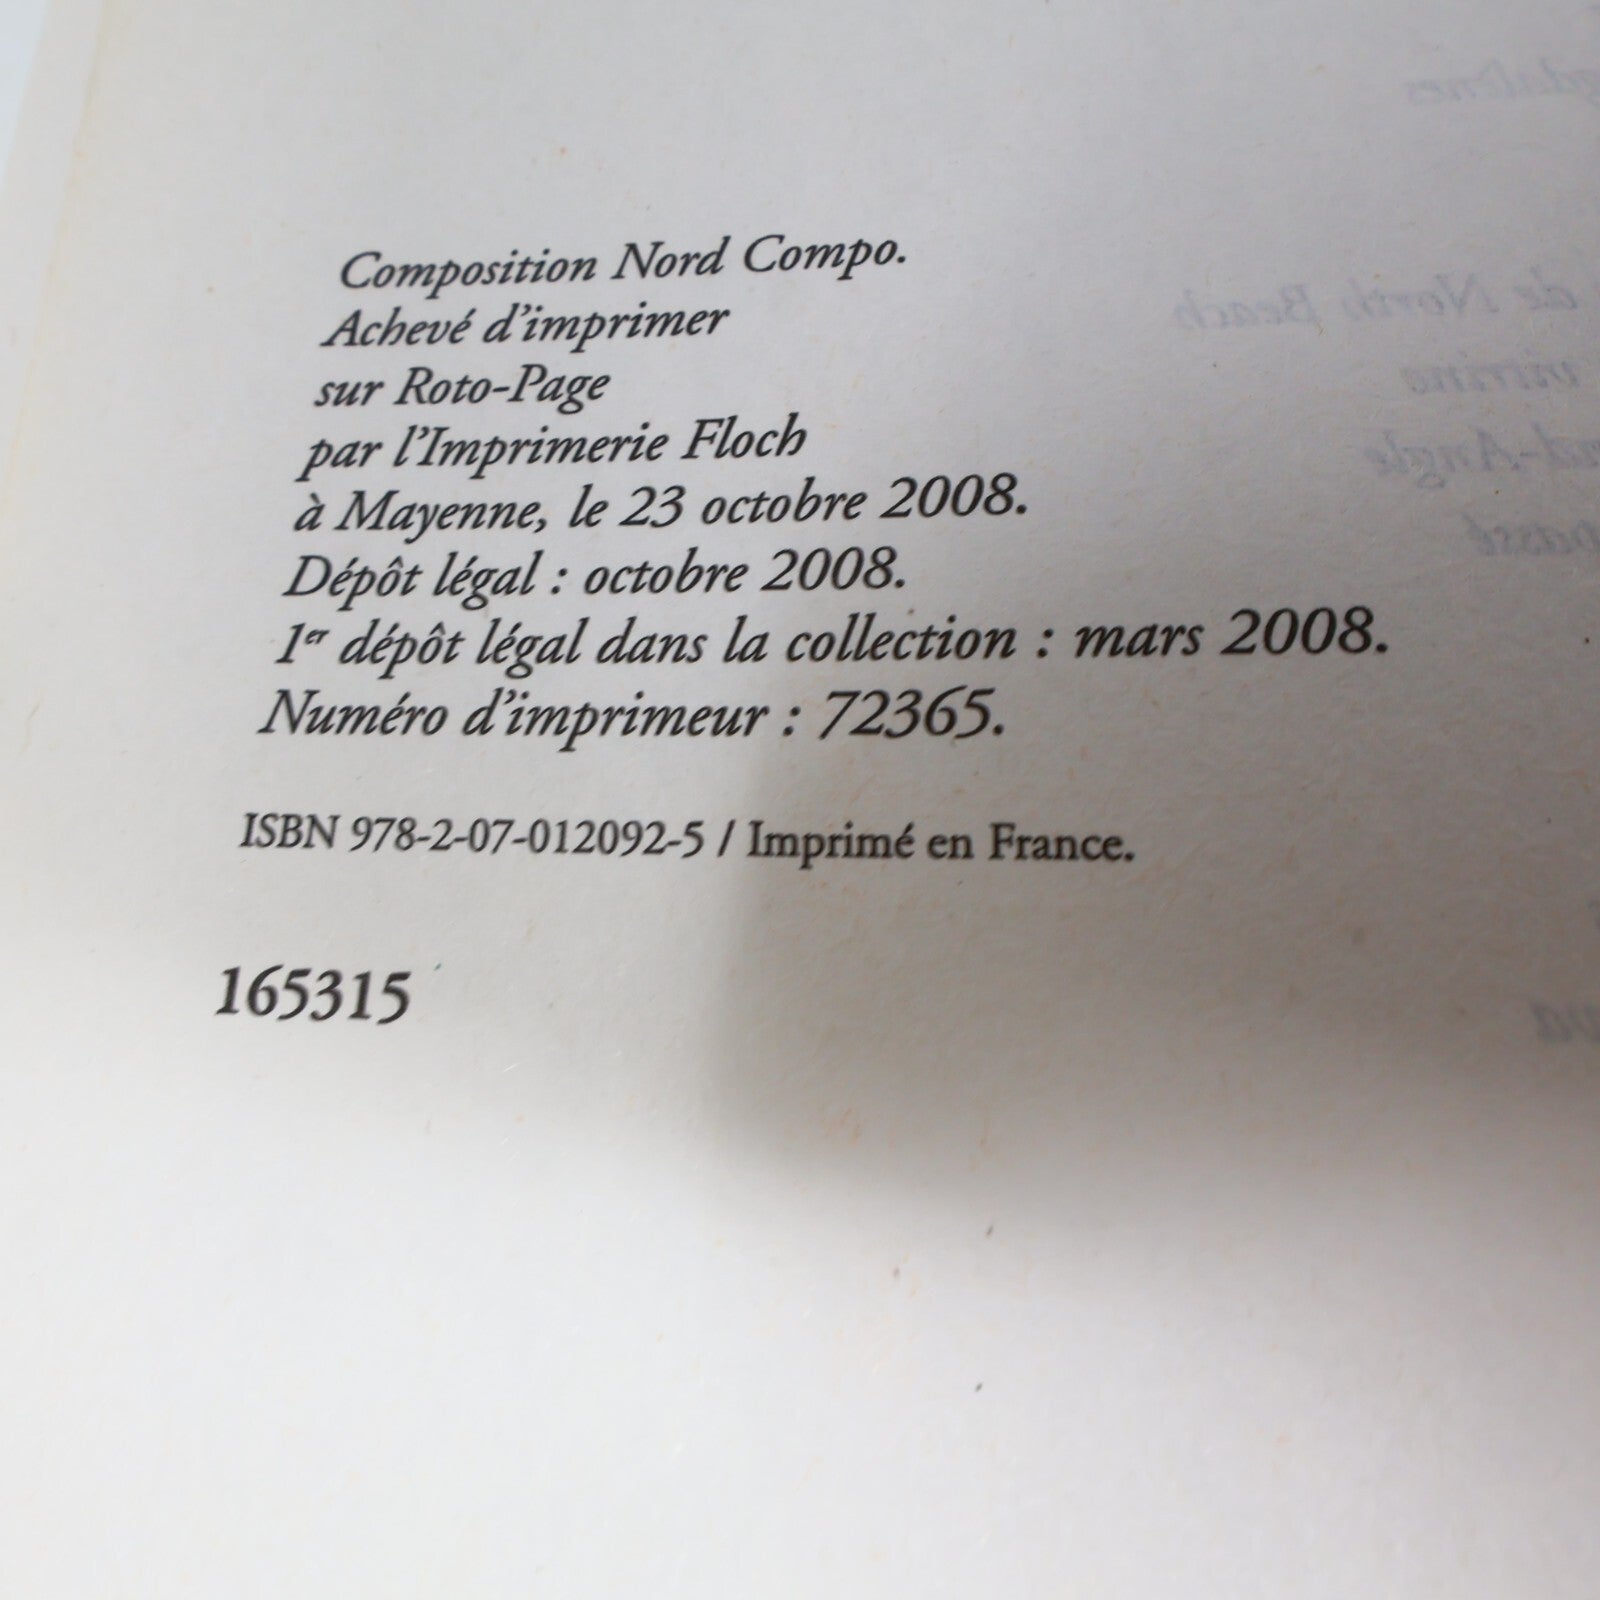 Composition Nord Compo.
Achevé d'imprimer
sur Roto-Page
par l'Imprimerie Floch
à Mayenne, le 23 octobre 2008.
Dépôt légal : octobre 2008.
1er dépôt légal dans la collection : mars 2008.
Numéro d'imprimeur : 72365.
ISBN 978-2-07-012092-5 / Imprimé en France.
165315